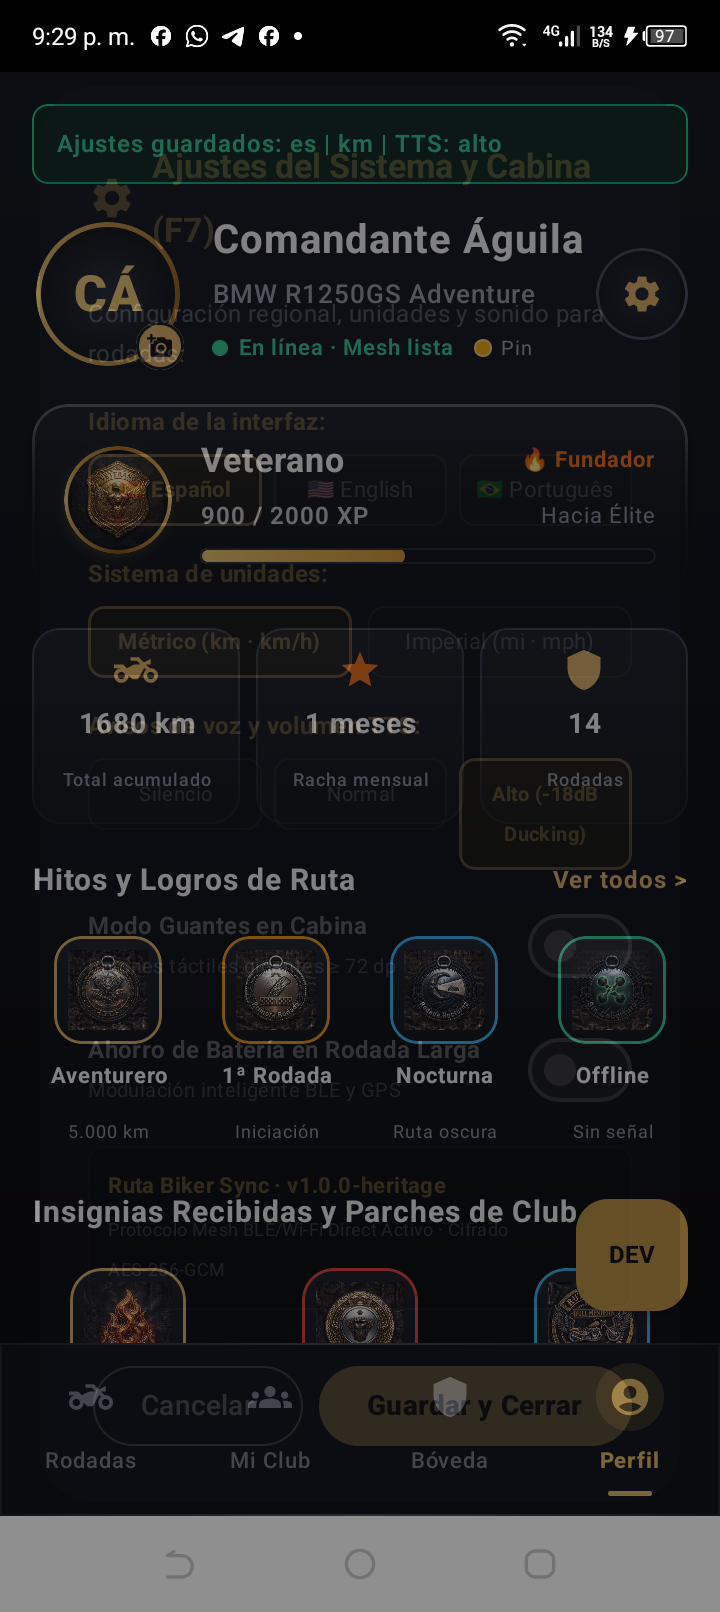 9:29 p. m.
4G
134
B/S
97
Ajustes guardados: es | km | TTS: alto
Ajustes del Sistema y Cabina
(F7)
Comandante Águila
CÁ
BMW R1250GS Adventure
Configuración regional, unidades y sonido para
rodadas:
En línea · Mesh lista
Pin
Idioma de la interfaz:
Veterano
🔥 Fundador
Español
🇺🇸 English
🇧🇷 Português
900 / 2000 XP
Hacia Élite
Sistema de unidades:
Métrico (km · km/h)
Imperial (mi · mph)
1680 km
1 meses
14
de voz y volumen
Total acumulado
Racha mensual
Rodadas
Silencio
Normal
Alto (-18dB
Ducking)
Hitos y Logros de Ruta
Ver todos >
Modo Guantes en Cabina
táctiles
≥ 72 dp
Ahorro de Batería en Rodada Larga
Aventurero
1ª Rodada
Nocturna
Offline
Modulación inteligente BLE y GPS
5.000 km
Iniciación
Ruta oscura
Sin señal
Ruta Biker Sync · v1.0.0-heritage
Insignias Recibidas y Parches de Club
Protocolo Mesh BLE/Wi-Fi Direct Activo · Cifrado
DEV
AES-256-GCM
Cancelar
Guardar y Cerrar
Rodadas
Mi Club
Bóveda
Perfil